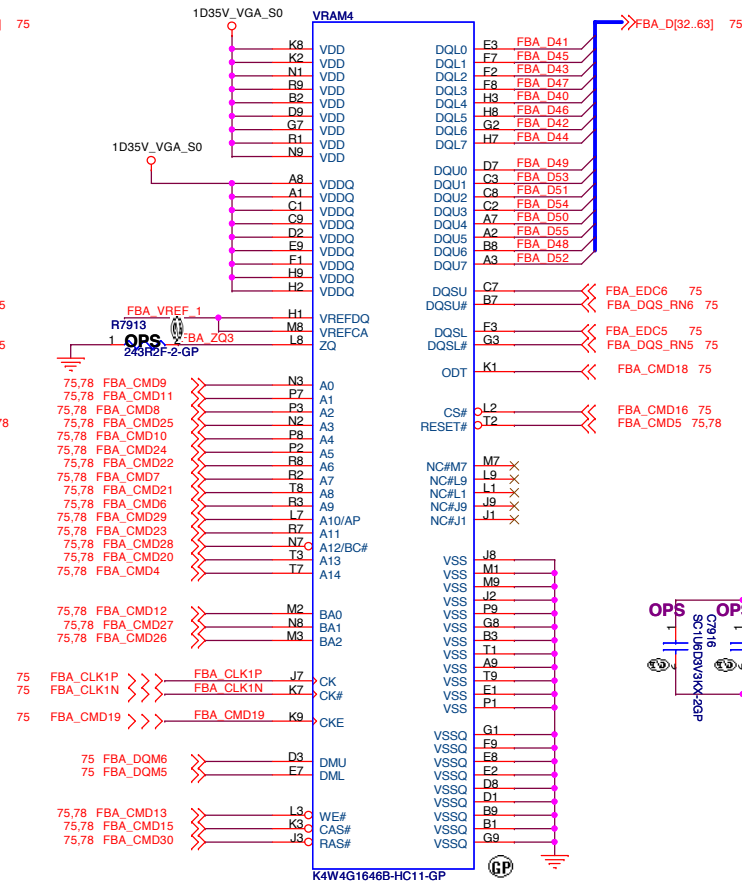 ] 75
1D35V_VGA_S0
VRAM4
FBA_D[32..63] 75
K8 VDD DQL0 E3 FBA_D41
K2 VDD DQL1 F7 FBA_D45
N1 VDD DQL2 F2 FBA_D43
R9 VDD DQL3 F8 FBA_D47
B2 VDD DQL4 H3 FBA_D40
D9 VDD DQL5 H8 FBA_D46
G7 VDD DQL6 G2 FBA_D42
R1 VDD DQL7 H7 FBA_D44
N9 VDD
1D35V_VGA_S0
DQU0 D7 FBA_D49
A8 VDDQ DQU1 C3 FBA_D53
A1 VDDQ DQU2 C8 FBA_D51
C1 VDDQ DQU3 C2 FBA_D54
C9 VDDQ DQU4 A7 FBA_D50
D2 VDDQ DQU5 A2 FBA_D55
E9 VDDQ DQU6 B8 FBA_D48
F1 VDDQ DQU7 A3 FBA_D52
H9 VDDQ
H2 VDDQ
DQSU C7 FBA_EDC6 75
DQSU# B7 FBA_DQS_RN6 75
5
FBA_VREF_1 H1 VREFDQ
R7913 M8 VREFCA DQSL F3 FBA_EDC5 75
1 OPS FBA_ZQ3 L8 ZQ DQSL# G3 FBA_DQS_RN5 75
5
243R2F-2-GP
ODT K1 FBA_CMD18 75
75,78 FBA_CMD9 N3 A0
75,78 FBA_CMD11 P7 A1
75,78 FBA_CMD8 P3 A2 CS# L2 FBA_CMD16 75
75,78 FBA_CMD25 N2 A3 RESET# T2 FBA_CMD5 75,78
8
75,78 FBA_CMD10 P8 A4
75,78 FBA_CMD24 P2 A5
75,78 FBA_CMD22 R8 A6 NC#M7 M7
75,78 FBA_CMD7 R2 A7 NC#L9 L9
75,78 FBA_CMD21 T8 A8 NC#L1 L1
75,78 FBA_CMD6 R3 A9 NC#J9 J9
75,78 FBA_CMD29 L7 A10/AP NC#J1 J1
75,78 FBA_CMD23 R7 A11
75,78 FBA_CMD28 N7 A12/BC#
75,78 FBA_CMD20 T3 A13 VSS J8
75,78 FBA_CMD4 T7 A14 VSS M1
VSS M9
VSS J2
75,78 FBA_CMD12 M2 BA0 VSS P9
75,78 FBA_CMD27 N8 BA1 VSS G8
75,78 FBA_CMD26 M3 BA2 VSS B3
VSS T1
VSS A9
75 FBA_CLK1P FBA_CLK1P J7 CK VSS T9
75 FBA_CLK1N FBA_CLK1N K7 CK# VSS E1
VSS P1
75 FBA_CMD19 FBA_CMD19 K9 CKE
VSSQ G1
VSSQ F9
75 FBA_DQM6 D3 DMU VSSQ E8
75 FBA_DQM5 E7 DML VSSQ E2
VSSQ D8
VSSQ D1
75,78 FBA_CMD13 L3 WE# VSSQ B9
75,78 FBA_CMD15 K3 CAS# VSSQ B1
75,78 FBA_CMD30 J3 RAS# VSSQ G9
K4W4G1646B-HC11-GP
GP
OPS
OPS
1
1
C7916
SC1U6D3V3KX-2GP